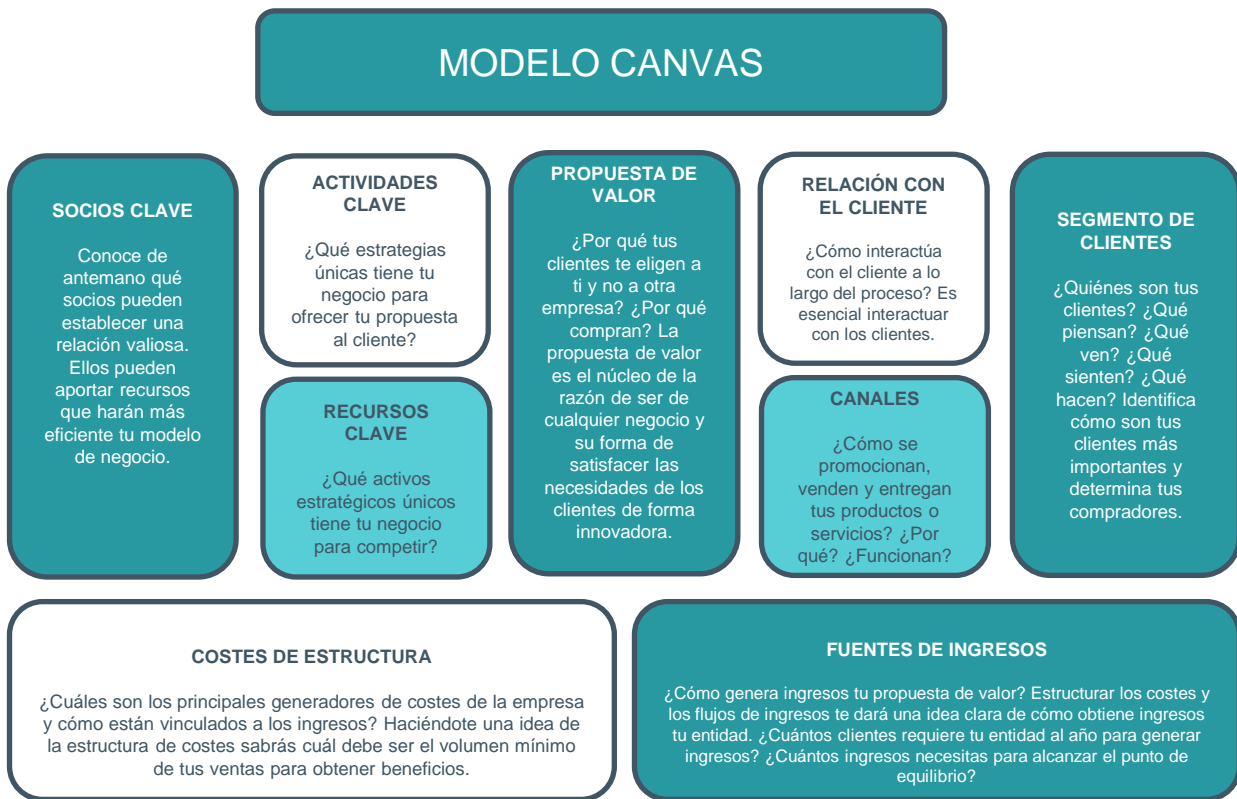 MODELO CANVAS
SOCIOS CLAVE
Conoce de
antemano qué
socios pueden
establecer una
relación valiosa.
Ellos pueden
aportar recursos
que harán más
eficiente tu modelo
de negocio.
ACTIVIDADES
CLAVE
¿Qué estrategias
únicas tiene tu
negocio para
ofrecer tu propuesta
al cliente?
RECURSOS
CLAVE
¿Qué activos
estratégicos únicos
tiene tu negocio
para competir?
PROPUESTA DE
VALOR
¿Por qué tus
clientes te eligen a
ti y no a otra
empresa? ¿Por qué
compran? La
propuesta de valor
es el núcleo de la
razón de ser de
cualquier negocio y
su forma de
satisfacer las
necesidades de los
clientes de forma
innovadora.
RELACIÓN CON
EL CLIENTE
¿Cómo interactúa
con el cliente a lo
largo del proceso? Es
esencial interactuar
con los clientes.
CANALES
¿Cómo se
promocionan,
venden y entregan
tus productos o
servicios? ¿Por
qué? ¿Funcionan?
SEGMENTO DE
CLIENTES
¿Quiénes son tus
clientes? ¿Qué
piensan? ¿Qué
ven? ¿Qué
sienten? ¿Qué
hacen? Identifica
cómo son tus
clientes más
importantes y
determina tus
compradores.
COSTES DE ESTRUCTURA
¿Cuáles son los principales generadores de costes de la empresa
y cómo están vinculados a los ingresos? Haciéndote una idea de
la estructura de costes sabrás cuál debe ser el volumen mínimo
de tus ventas para obtener beneficios.
FUENTES DE INGRESOS
¿Cómo genera ingresos tu propuesta de valor? Estructurar los costes y
los flujos de ingresos te dará una idea clara de cómo obtiene ingresos
tu entidad. ¿Cuántos clientes requiere tu entidad al año para generar
ingresos? ¿Cuántos ingresos necesitas para alcanzar el punto de
equilibrio?